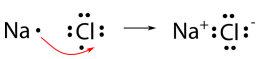 Na· :Cl: → Na⁺ :Cl:⁻